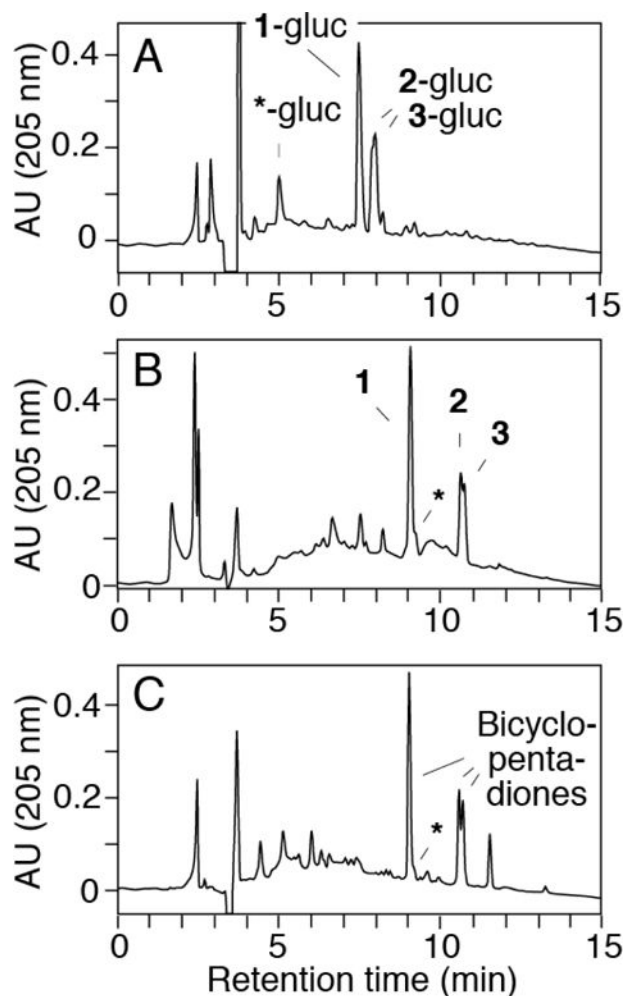 A
1-gluc
*-gluc
2-gluc
3-gluc
AU (205 nm)
0.4
0.2
0
0 5 10 15
B
1
2
3
*
AU (205 nm)
0.4
0.2
0
0 5 10 15
C
Bicyclo-
penta-
diones
*
AU (205 nm)
0.4
0.2
0
0 5 10 15
Retention time (min)